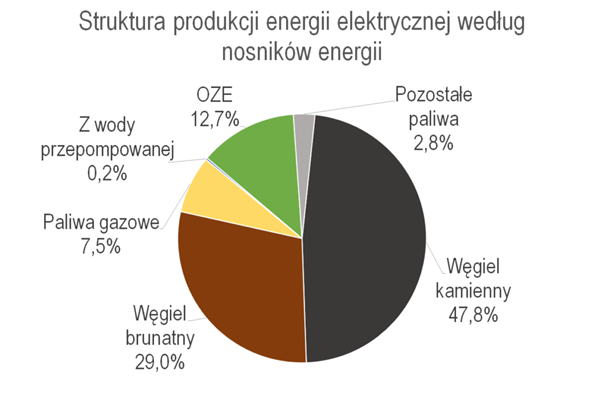 Struktura produkcji energii elektrycznej według
nosników energii
OZE
12,7%
Pozostałe
paliwa
2,8%
Z wody
przepompowanej
0,2%
Paliwa gazowe
7,5%
Węgiel
kamienny
47,8%
Węgiel
brunatny
29,0%